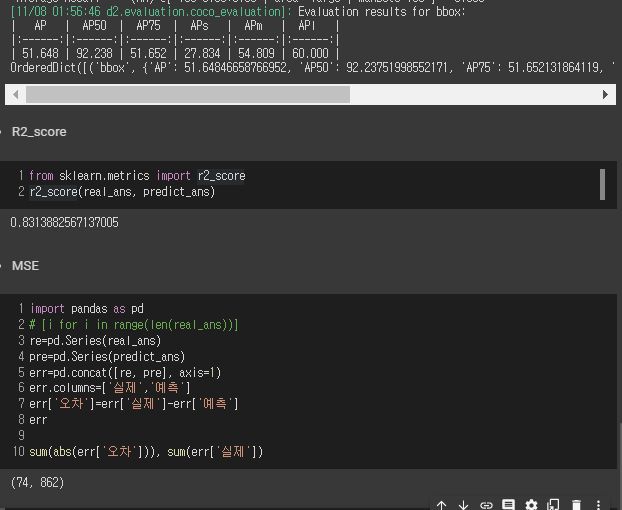 [11/08 01:56:46 d2.evaluation.coco_evaluation]: Evaluation results for bbox:
|   AP   |  AP50  |  AP75  |  APs   |  APm   |  APl   |
|:------:|:------:|:------:|:------:|:------:|:------:|
| 51.648 | 92.238 | 51.652 | 27.834 | 54.809 | 60.000 |
OrderedDict([('bbox', {'AP': 51.64846658766952, 'AP50': 92.23751998552171, 'AP75': 51.652131864119, '
R2_score
1 from sklearn.metrics import r2_score
2 r2_score(real_ans, predict_ans)
0.8313882567137005
MSE
1 import pandas as pd
2 # [i for i in range(len(real_ans))]
3 re=pd.Series(real_ans)
4 pre=pd.Series(predict_ans)
5 err=pd.concat([re, pre], axis=1)
6 err.columns=['실제','예측']
7 err['오차']=err['실제']-err['예측']
8 err
9
10 sum(abs(err['오차'])), sum(err['실제'])
(74, 862)